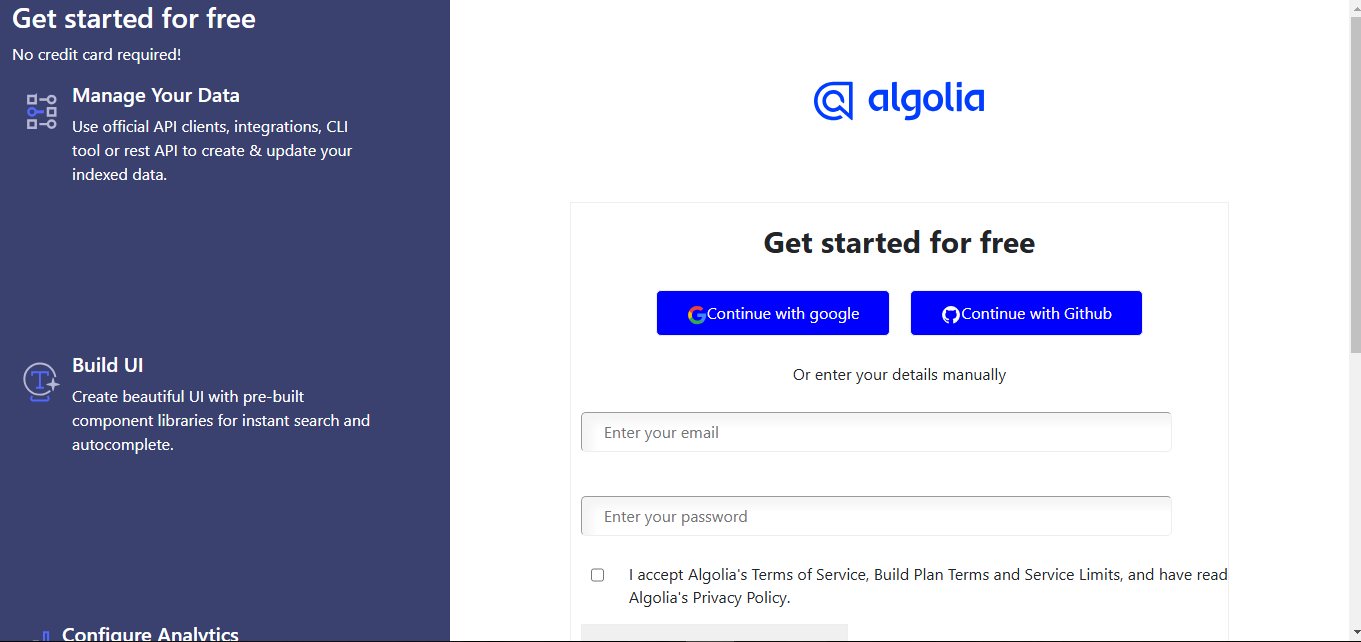 Get started for free
No credit card required!
Manage Your Data
Use official API clients, integrations, CLI
tool or rest API to create & update your
indexed data.
Build UI
Create beautiful UI with pre-built
component libraries for instant search and
autocomplete.
Configure Analytics
algolia
Get started for free
Continue with google
Continue with Github
Or enter your details manually
Enter your email
Enter your password
I accept Algolia's Terms of Service, Build Plan Terms and Service Limits, and have read
Algolia's Privacy Policy.